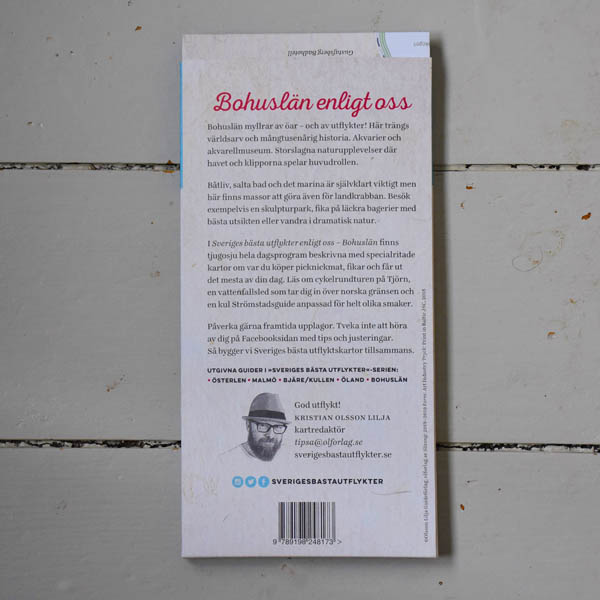 Gustafsberg Badhotell
Bohuslän enligt oss
Bohuslän myllrar av öar – och av utflykter! Här trängs
världsarv och mångtusenårig historia. Akvarier och
akvarellmuseum. Storslagna naturupplevelser där
havet och klipporna spelar huvudrollen.
Båtliv, salta bad och det marina är självklart viktigt men
här finns massor att göra även för landkrabban. Besök
exempelvis en skulpturpark, fika på läckra bagerier med
bästa utsikten eller vandra i dramatisk natur.
I Sveriges bästa utflykter enligt oss – Bohuslän finns
tjugosju hela dagsprogram beskrivna med specialritade
kartor om var du köper picknickmat, fikar och får ut
det mesta av din dag. Läs om cykelrundturen på Tjörn,
en vattenfallsled som tar dig in över norska gränsen och
en kul Strömstadsguide anpassad för helt olika smaker.
Påverka gärna framtida upplagor. Tveka inte att höra
av dig på Facebooksidan med tips och justeringar.
Så bygger vi Sveriges bästa utflyktskartor tillsammans.
UTGIVNA GUIDER I »SVERIGES BÄSTA UTFLYKTER»-SERIEN:
• ÖSTERLEN • MALMÖ • BJÄRE/KULLEN • ÖLAND • BOHUSLÄN
God utflykt!
KRISTIAN OLSSON LILJA
kartredaktör
tipsa@olforlag.se
sverigesbastautflykter.se
SVERIGESBASTAUTFLYKTER
9 789198 248173 >
©Olsson Lilja Guideförlag, olforlag.se